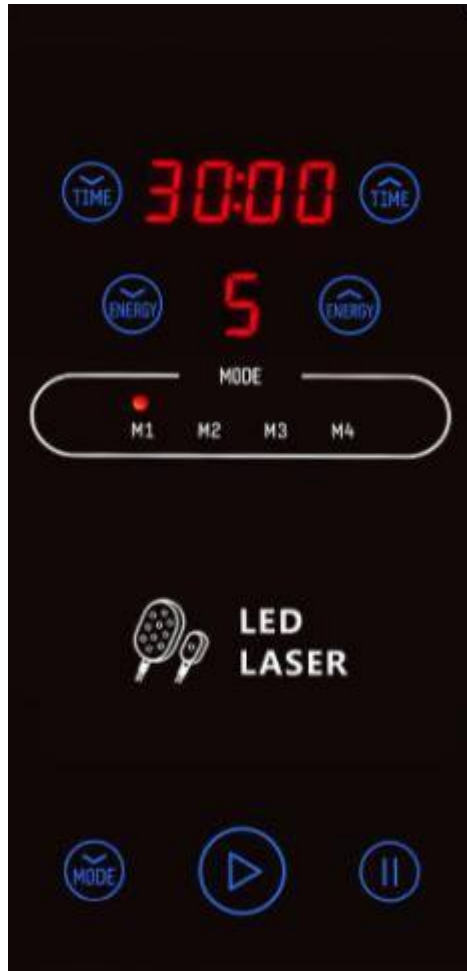 TIME 30:00 TIME
ENERGY 5 ENERGY
MODE
M1 M2 M3 M4
LED
LASER
MODE